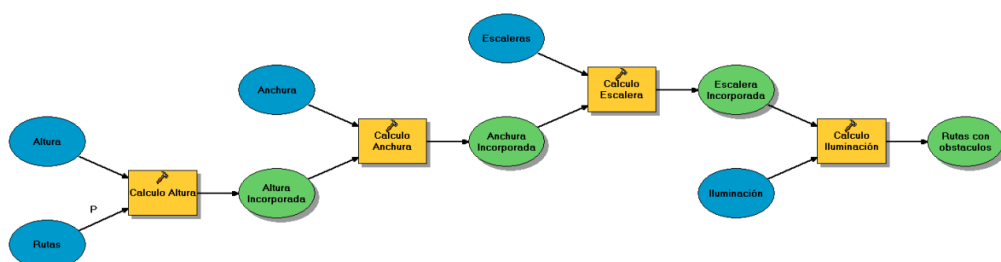 Escaleras
Calculo
Escalera
Escalera
Incorporada
Anchura
Calculo
Anchura
Anchura
Incorporada
Calculo
Iluminación
Rutas con
obstaculos
Altura
Calculo Altura
Altura
Incorporada
Iluminación
P
Rutas